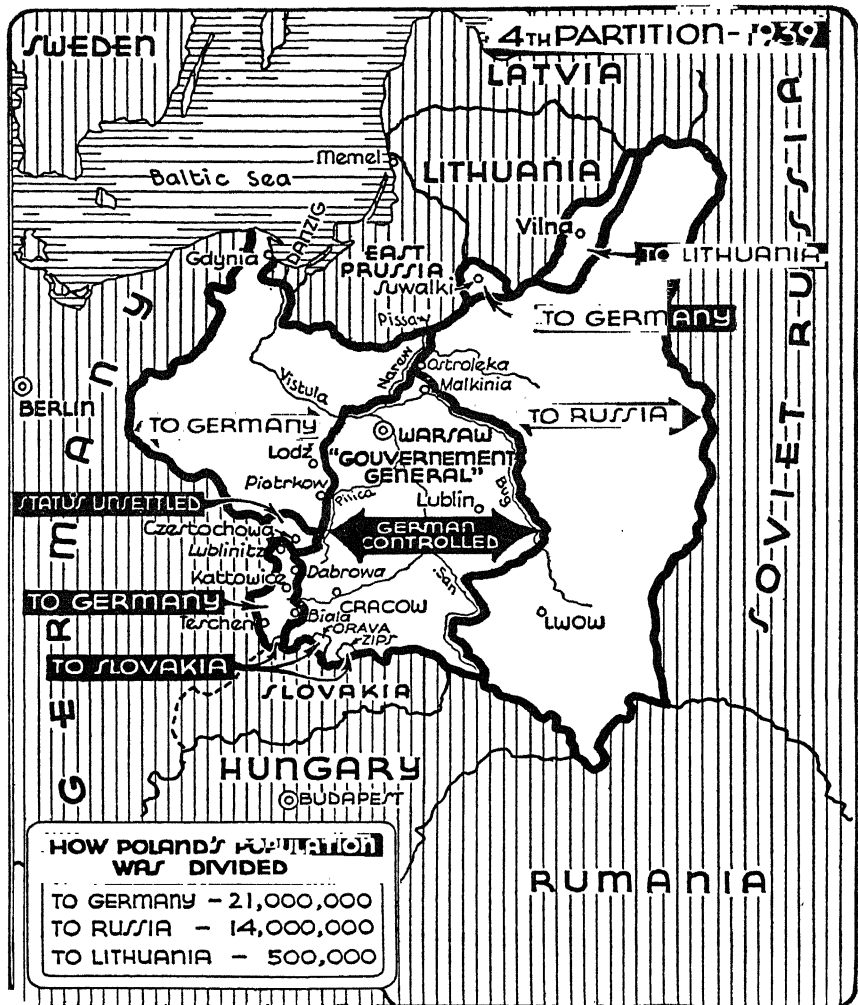 4TH PARTITION - 1939
SWEDEN
LATVIA
Memel
LITHUANIA
Baltic Sea
Vilna
DANZIG
Gdynia
EAST
PRUSSIA
Suwalki
TO LITHUANIA
SOVIET RUSSIA
TO GERMANY
Pissa
Narew
Ostroleka
Malkinia
Vistula
BERLIN
GERMANY
TO GERMANY
TO RUSSIA
WARSAW
"GOUVERNEMENT
GENERAL"
Lodz
Piotrkow
Pilica
Lublin
Bug
STATUS UNSETTLED
Czestochowa
Lublinitz
GERMAN
CONTROLLED
Kattowice
Dabrowa
San
TO GERMANY
Teschen
Biala
CRACOW
ORAVA
ZIPS
LWOW
TO SLOVAKIA
SLOVAKIA
HUNGARY
BUDAPEST
RUMANIA
HOW POLAND'S POPULATION
WAS DIVIDED
TO GERMANY - 21,000,000
TO RUSSIA - 14,000,000
TO LITHUANIA - 500,000